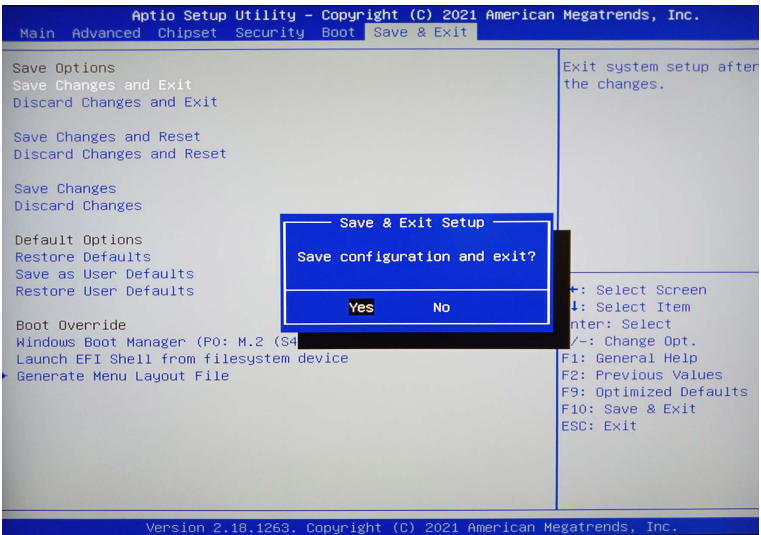 Aptio Setup Utility – Copyright (C) 2021 American Megatrends, Inc.
Main Advanced Chipset Security Boot Save & Exit
Save Options
Save Changes and Exit
Discard Changes and Exit
Save Changes and Reset
Discard Changes and Reset
Save Changes
Discard Changes
Default Options
Restore Defaults
Save as User Defaults
Restore User Defaults
Boot Override
Windows Boot Manager (P0: M.2 (S4
Launch EFI Shell from filesystem device
Generate Menu Layout File
Save & Exit Setup
Save configuration and exit?
Yes No
Exit system setup after
the changes.
: Select Screen
: Select Item
nter: Select
/-: Change Opt.
F1: General Help
F2: Previous Values
F9: Optimized Defaults
F10: Save & Exit
ESC: Exit
Version 2.18.1263. Copyright (C) 2021 American Megatrends, Inc.